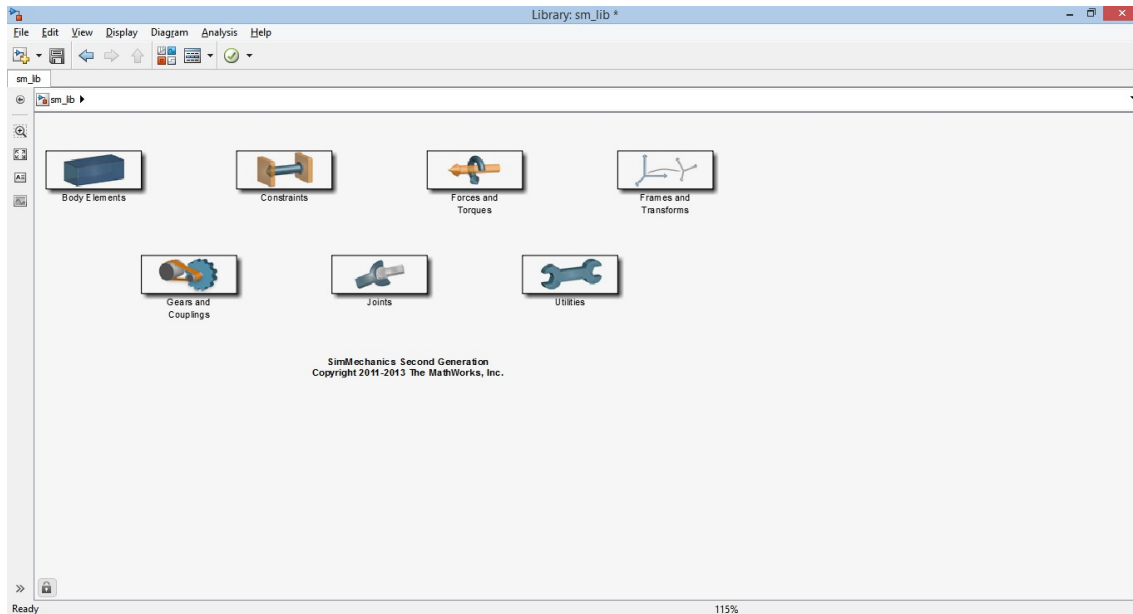 Library: sm_lib *
File Edit View Display Diagram Analysis Help
sm_lib
sm_lib
Body Elements
Constraints
Forces and
Torques
Frames and
Transforms
Gears and
Couplings
Joints
Utilities
SimMechanics Second Generation
Copyright 2011-2013 The MathWorks, Inc.
Ready
115%